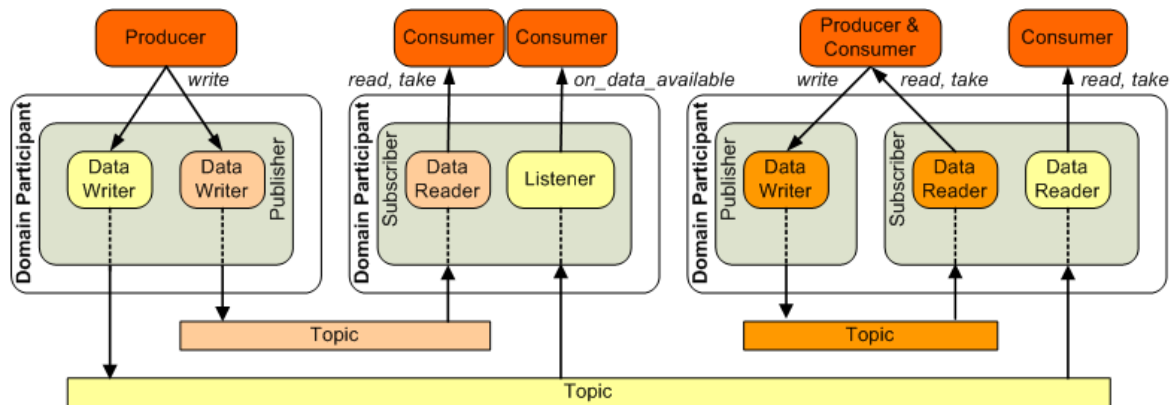 Producer
Consumer
Consumer
Producer &
Consumer
Consumer
write
read, take
on_data_available
write
read, take
read, take
Domain Participant
Data
Writer
Data
Writer
Publisher
Domain Participant
Subscriber
Data
Reader
Listener
Domain Participant
Publisher
Data
Writer
Subscriber
Data
Reader
Data
Reader
Topic
Topic
Topic